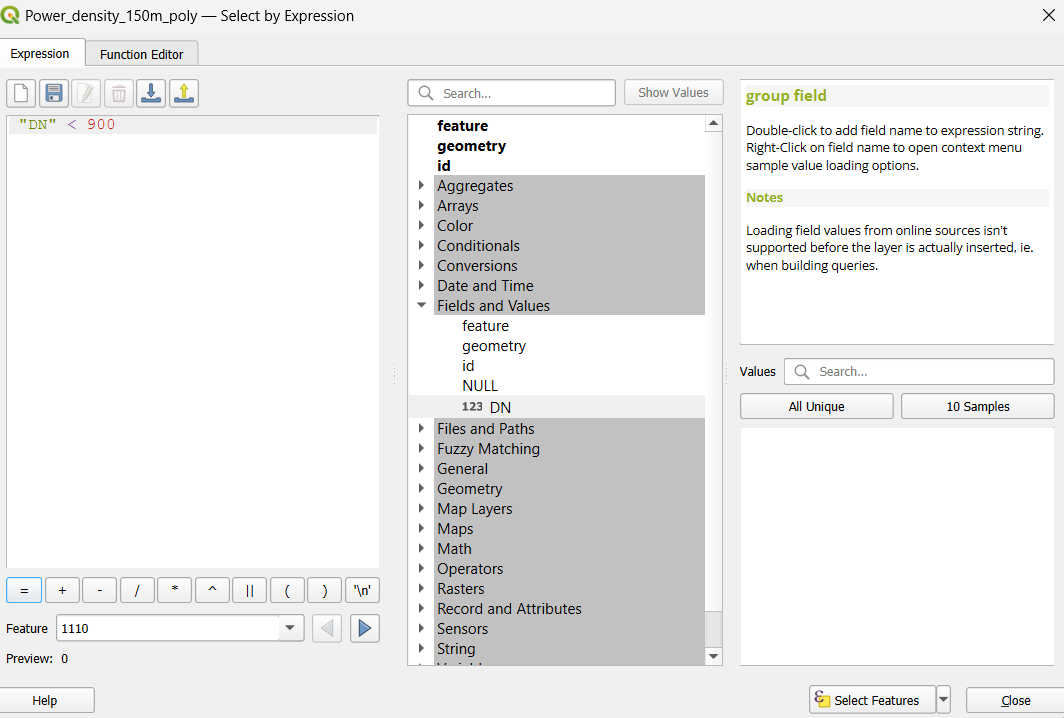 Power_density_150m_poly — Select by Expression
Expression
Function Editor
"DN" < 900
Search...
Show Values
feature
geometry
id
Aggregates
Arrays
Color
Conditionals
Conversions
Date and Time
Fields and Values
feature
geometry
id
NULL
123 DN
Files and Paths
Fuzzy Matching
General
Geometry
Map Layers
Maps
Math
Operators
Rasters
Record and Attributes
Sensors
String
group field
Double-click to add field name to expression string.
Right-Click on field name to open context menu
sample value loading options.
Notes
Loading field values from online sources isn't
supported before the layer is actually inserted, ie.
when building queries.
Values
Search...
All Unique
10 Samples
= + - / * ^ || ( ) '\n'
Feature 1110
Preview: 0
Help
Select Features
Close